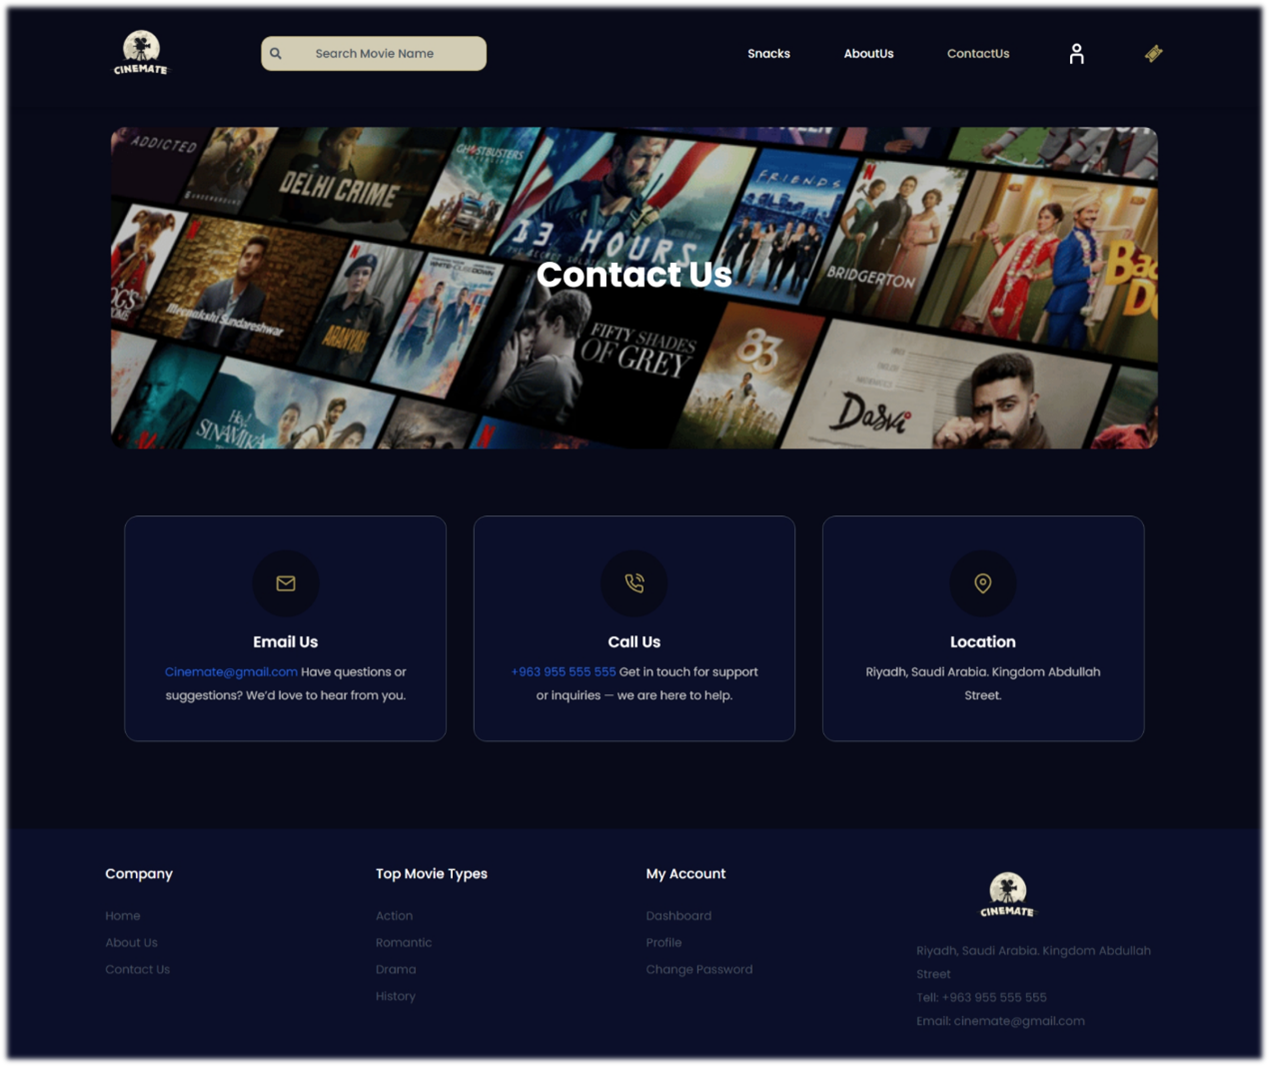 CINEMATE
Search Movie Name
Snacks
AboutUs
ContactUs
ADDICTED
DELHI CRIME
GHOSTBUSTERS
13 HOURS
FRIENDS
BRIDGERTON
Meenakshi Sundareshwar
ARANYAK
WHITE HOUSE DOWN
FIFTY SHADES
OF GREY
83
Dasvi
HEY!
SINAMIKA
Contact Us
Email Us
Cinemate@gmail.com Have questions or
suggestions? We'd love to hear from you.
Call Us
+963 955 555 555 Get in touch for support
or inquiries — we are here to help.
Location
Riyadh, Saudi Arabia. Kingdom Abdullah
Street.
Company
Home
About Us
Contact Us
Top Movie Types
Action
Romantic
Drama
History
My Account
Dashboard
Profile
Change Password
CINEMATE
Riyadh, Saudi Arabia. Kingdom Abdullah
Street
Tell: +963 955 555 555
Email: cinemate@gmail.com